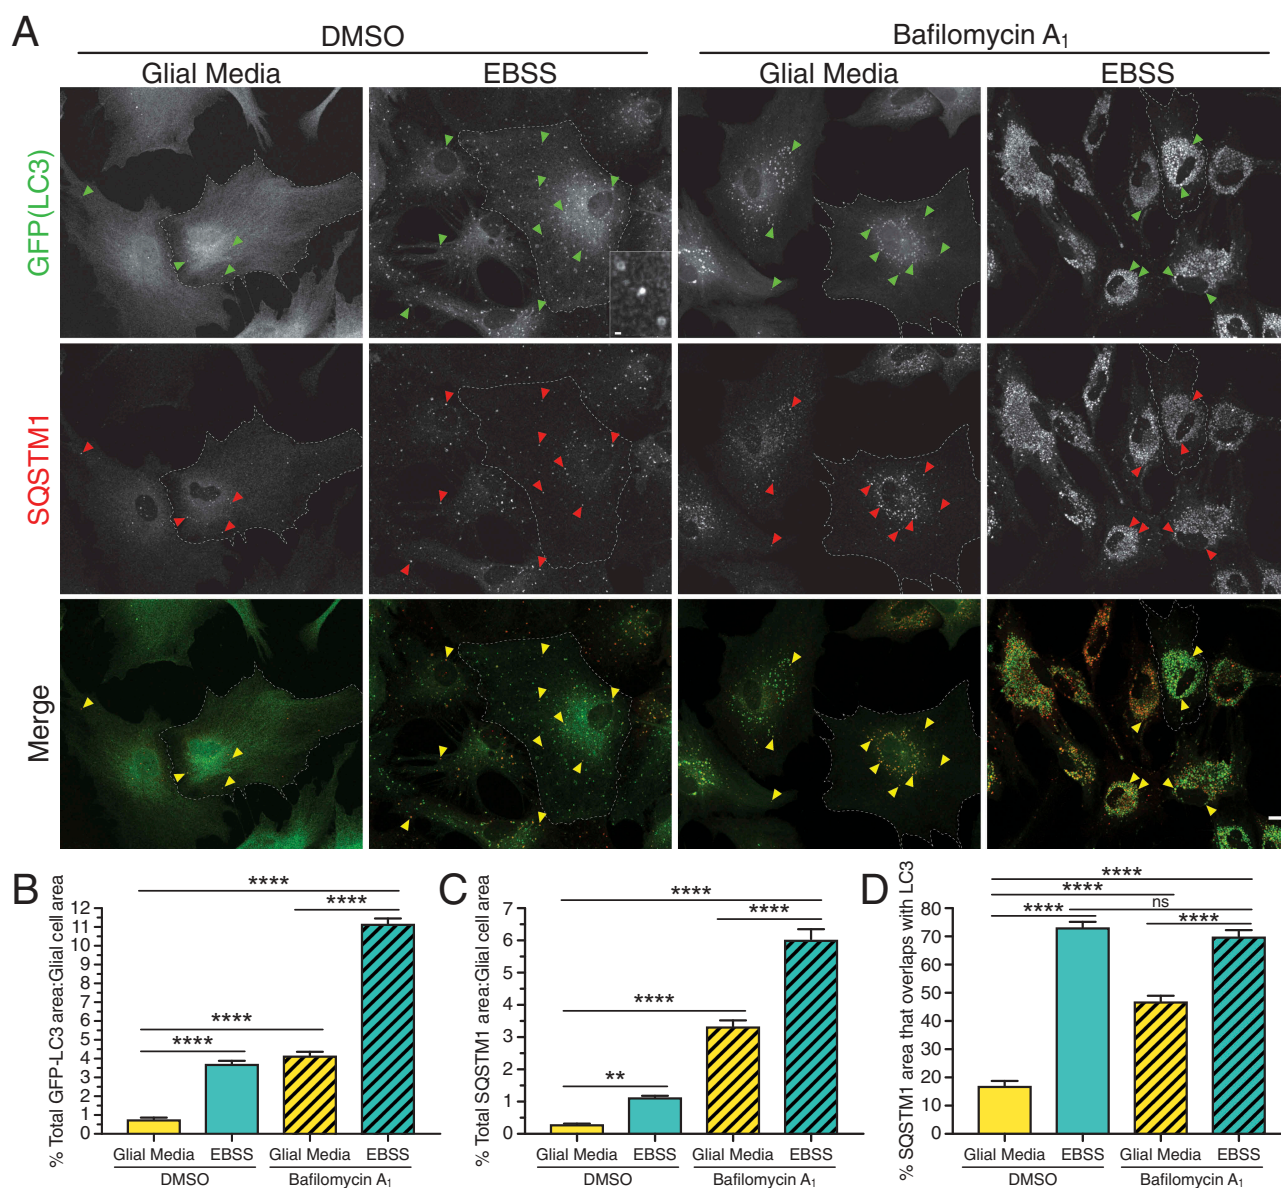 A
DMSO
Bafilomycin A₁
Glial Media
EBSS
Glial Media
EBSS
GFP(LC3)
SQSTM1
Merge
B
% Total GFP-LC3 area:Glial cell area
12
11
10
9
8
7
6
5
4
3
2
1
0
****
****
****
****
Glial Media
EBSS
Glial Media
EBSS
DMSO
Bafilomycin A₁
C
% Total SQSTM1 area:Glial cell area
7
6
5
4
3
2
1
0
****
****
****
**
Glial Media
EBSS
Glial Media
EBSS
DMSO
Bafilomycin A₁
D
% SQSTM1 area that overlaps with LC3
80
70
60
50
40
30
20
10
0
****
****
ns
****
****
Glial Media
EBSS
Glial Media
EBSS
DMSO
Bafilomycin A₁